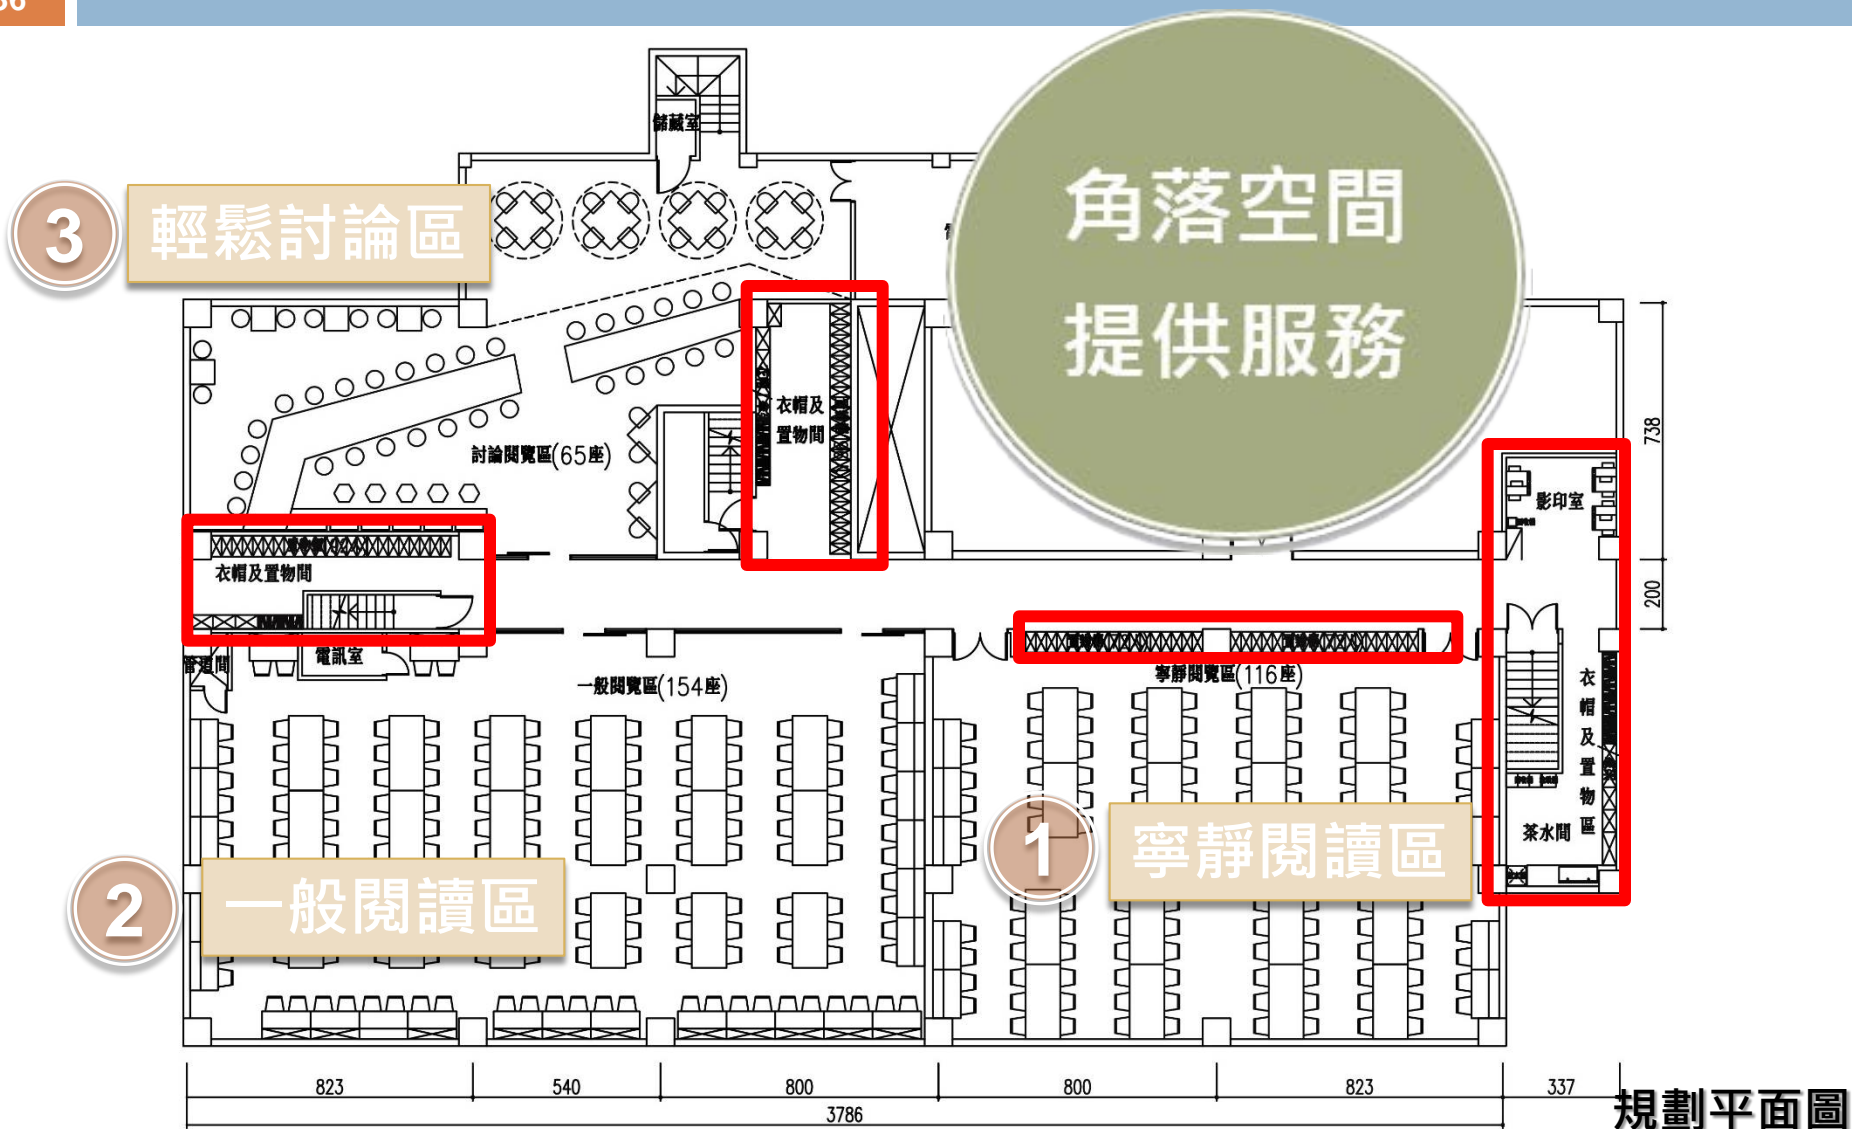 角落空間
提供服務
儲藏室
3
輕鬆討論區
衣帽及
置物間
討論閱覽區(65座)
738
影印室
衣帽及置物間
200
電訊室
管道間
一般閱覽區(154座)
寧靜閱覽區(116座)
衣帽及置物區
茶水間
1
寧靜閱讀區
2
一般閱讀區
823
540
800
800
823
337
3786
規劃平面圖